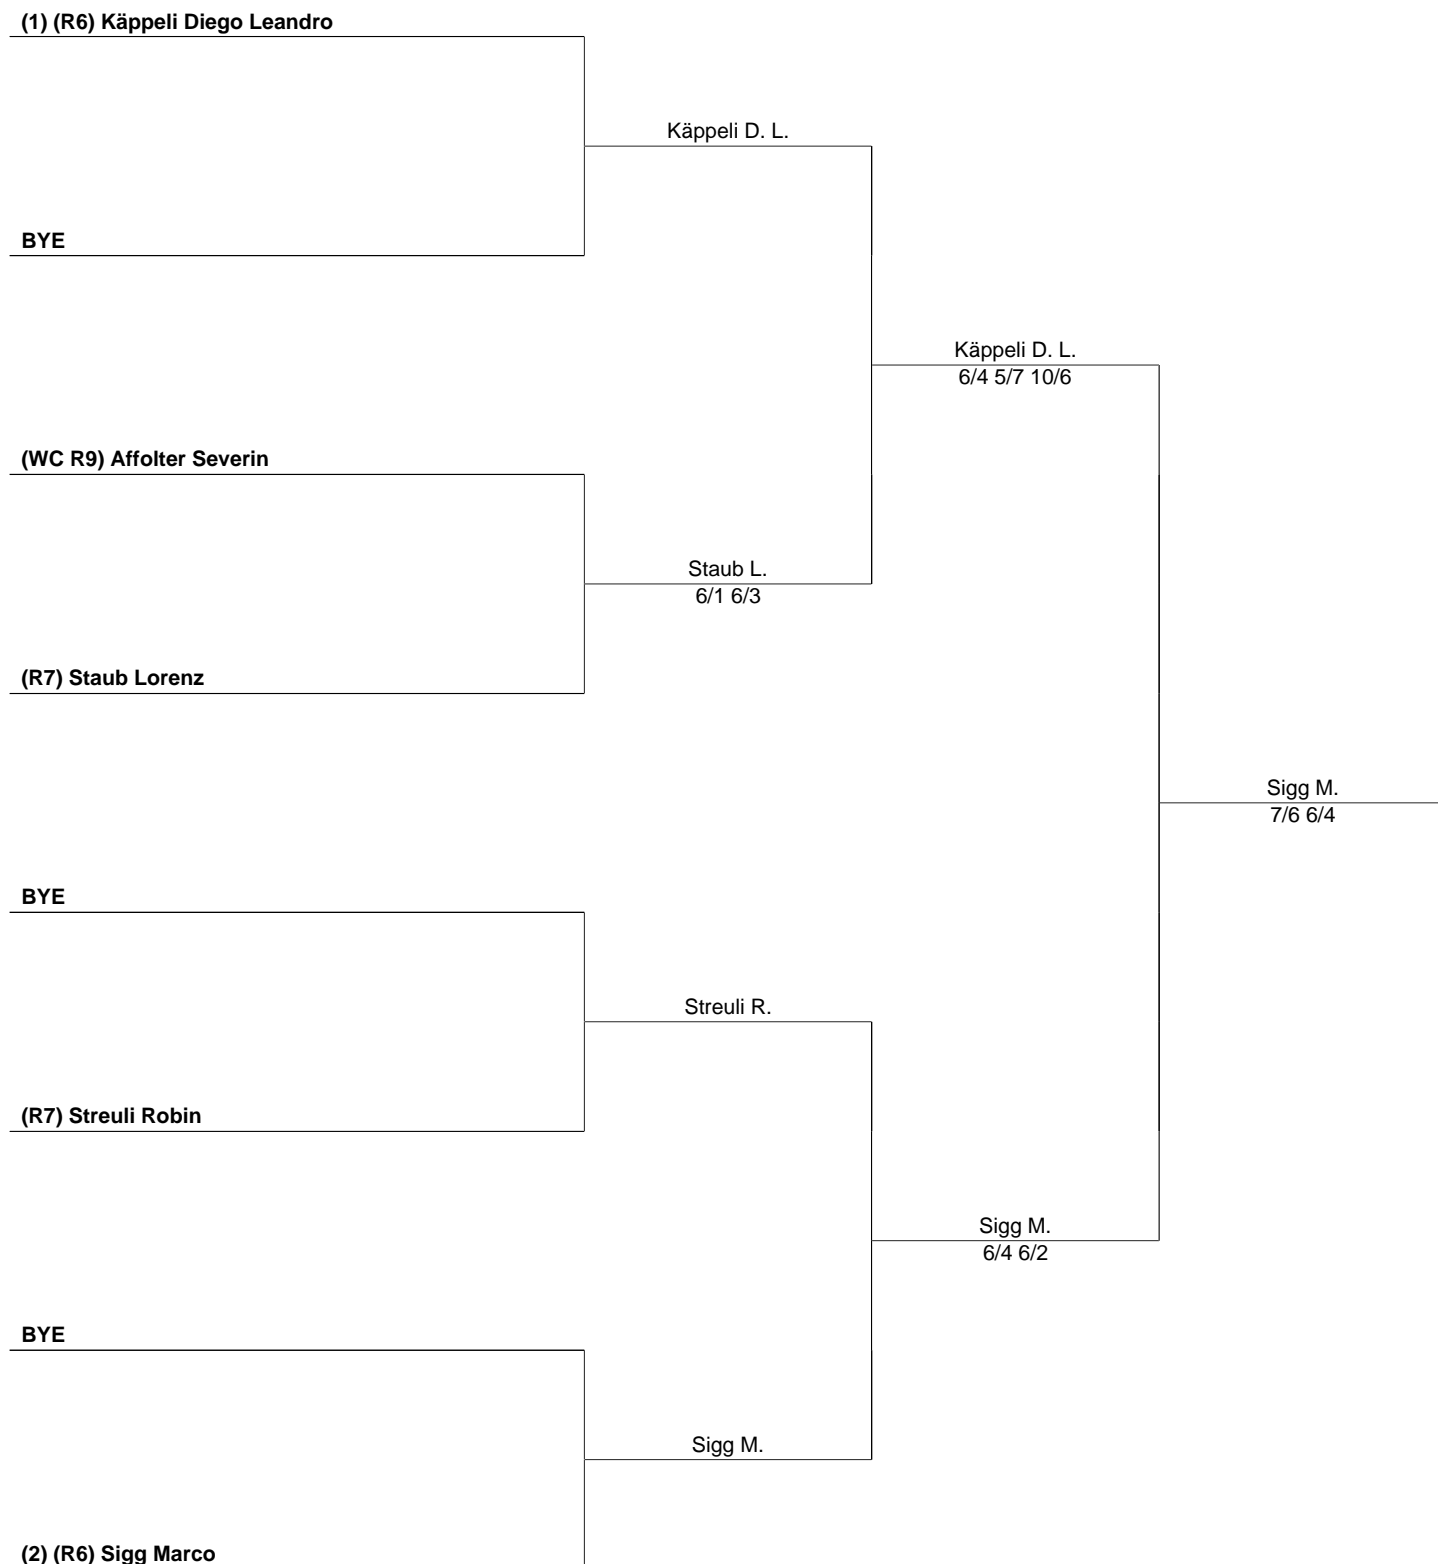 (1) (R6) Käppeli Diego Leandro
Käppeli D. L.
BYE
Käppeli D. L.
6/4 5/7 10/6
(WC R9) Affolter Severin
Staub L.
6/1 6/3
(R7) Staub Lorenz
Sigg M.
7/6 6/4
BYE
Streuli R.
(R7) Streuli Robin
Sigg M.
6/4 6/2
BYE
Sigg M.
(2) (R6) Sigg Marco